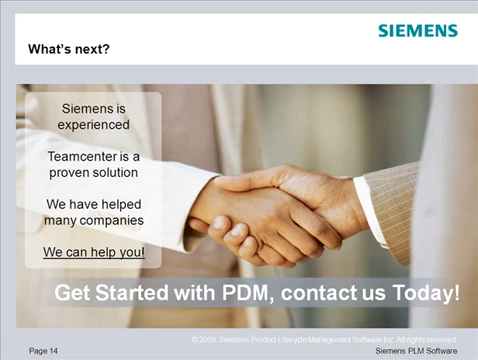 SIEMENS
What's next?
Siemens is
experienced
Teamcenter is a
proven solution
We have helped
many companies
We can help you!
Get Started with PDM, contact us Today!
© 2009. Siemens Product Lifecycle Management Software Inc. All rights reserved
Page 14
Siemens PLM Software